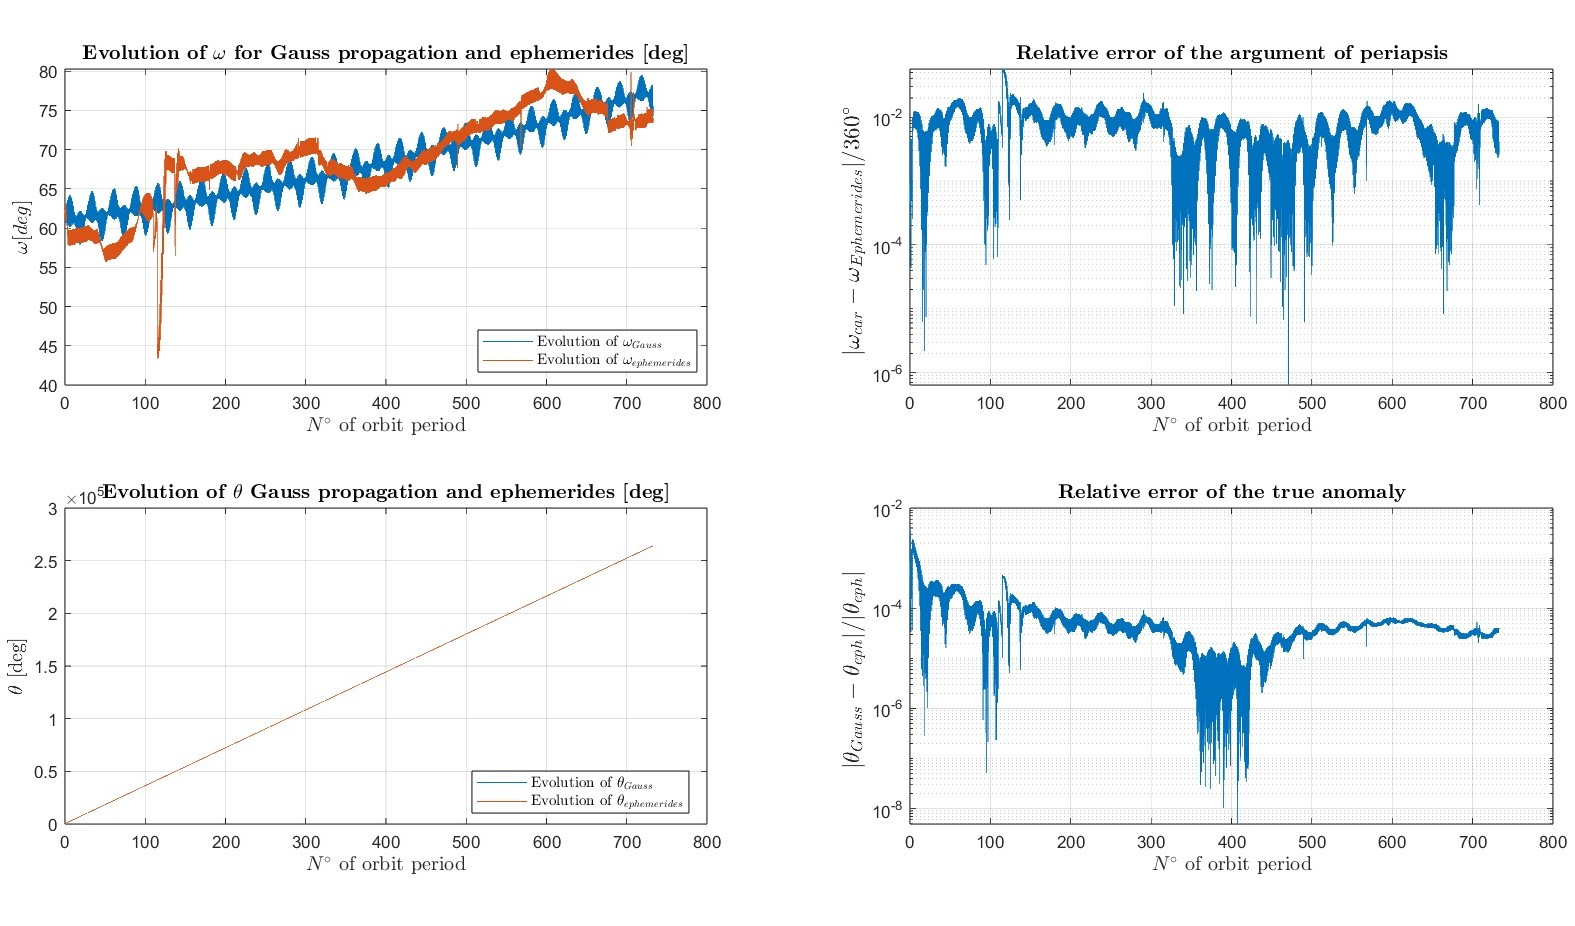 Evolution of ω for Gauss propagation and ephemerides [deg]
80
75
70
65
60
55
50
45
40
ω[deg]
0 100 200 300 400 500 600 700 800
N° of orbit period
Evolution of ω_Gauss
Evolution of ω_ephemerides
Relative error of the argument of periapsis
10^-2
10^-4
10^-6
|ω_car − ω_Ephemerides|/360°
0 100 200 300 400 500 600 700 800
N° of orbit period
×10^5
Evolution of θ Gauss propagation and ephemerides [deg]
3
2.5
2
1.5
1
0.5
0
θ [deg]
0 100 200 300 400 500 600 700 800
N° of orbit period
Evolution of θ_Gauss
Evolution of θ_ephemerides
Relative error of the true anomaly
10^-2
10^-4
10^-6
10^-8
|θ_Gauss − θ_eph|/|θ_eph|
0 100 200 300 400 500 600 700 800
N° of orbit period